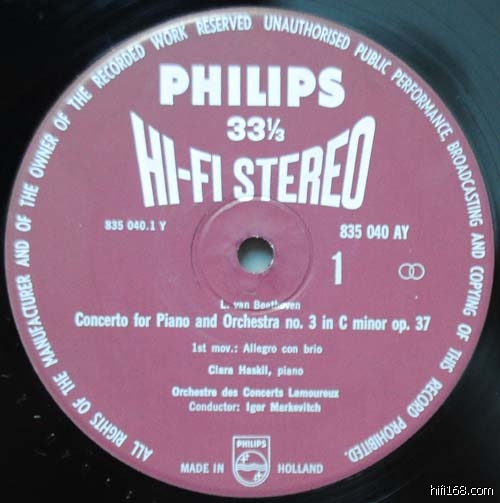 ALL RIGHTS OF THE MANUFACTURER AND OF THE OWNER OF THE RECORDED WORK RESERVED UNAUTHORISED PUBLIC PERFORMANCE, BROADCASTING AND COPYING OF THIS RECORD PROHIBITED.
PHILIPS
33⅓
HI-FI STEREO
835 040.1 Y
835 040 AY
1
L. van Beethoven
Concerto for Piano and Orchestra no. 3 in C minor op. 37
1st mov.: Allegro con brio
Clara Haskil, piano
Orchestre des Concerts Lamoureux
Conductor: Igor Markevitch
PHILIPS
MADE IN HOLLAND
hifi168.com